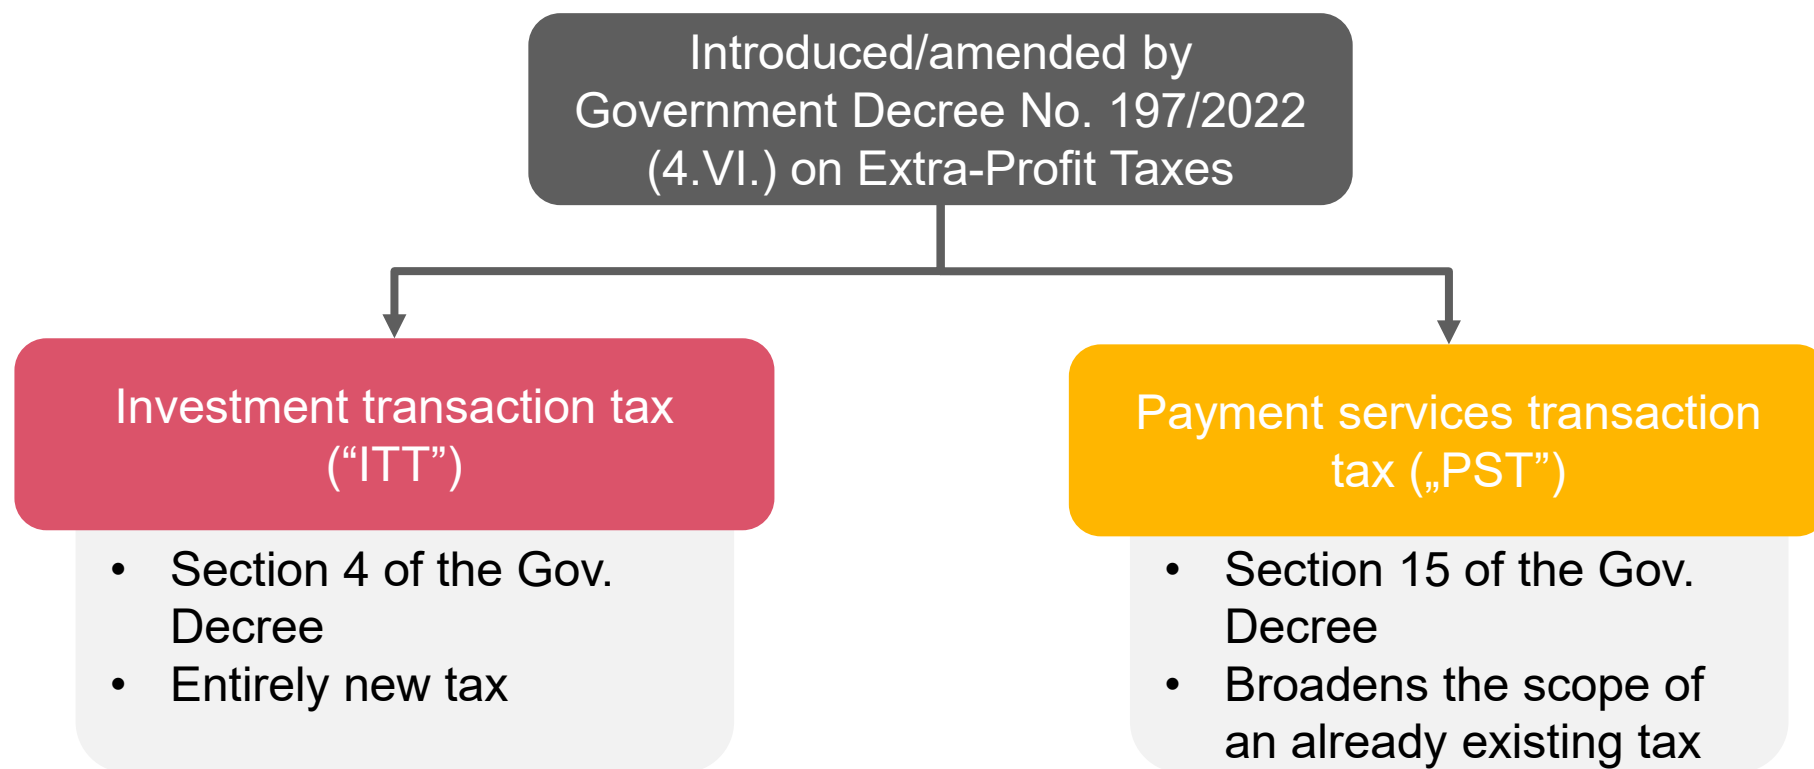 Introduced/amended by
Government Decree No. 197/2022
(4.VI.) on Extra-Profit Taxes
Investment transaction tax
(“ITT”)
• Section 4 of the Gov.
Decree
• Entirely new tax
Payment services transaction
tax („PST”)
• Section 15 of the Gov.
Decree
• Broadens the scope of
an already existing tax